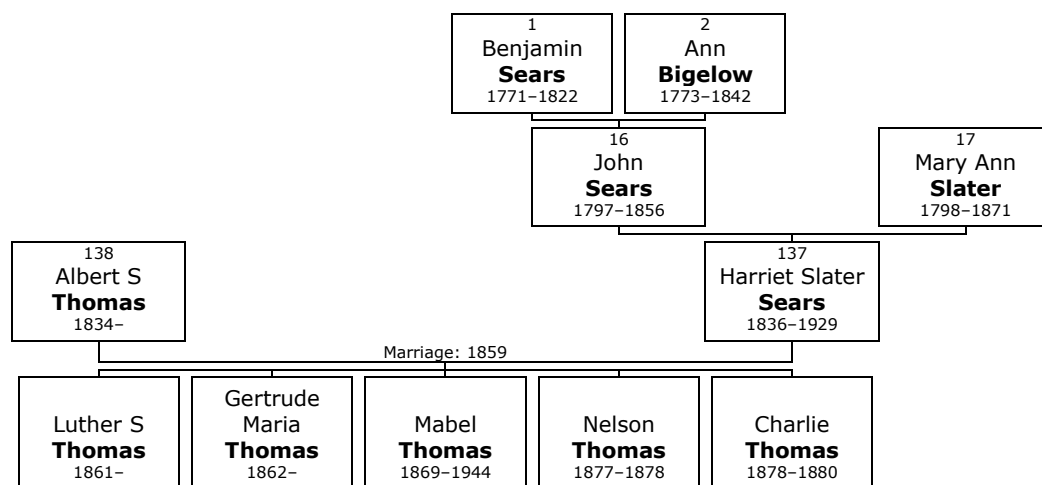 1
Benjamin
Sears
1771–1822
2
Ann
Bigelow
1773–1842
16
John
Sears
1797–1856
17
Mary Ann
Slater
1798–1871
138
Albert S
Thomas
1834–
137
Harriet Slater
Sears
1836–1929
Marriage: 1859
Luther S
Thomas
1861–
Gertrude
Maria
Thomas
1862–
Mabel
Thomas
1869–1944
Nelson
Thomas
1877–1878
Charlie
Thomas
1878–1880